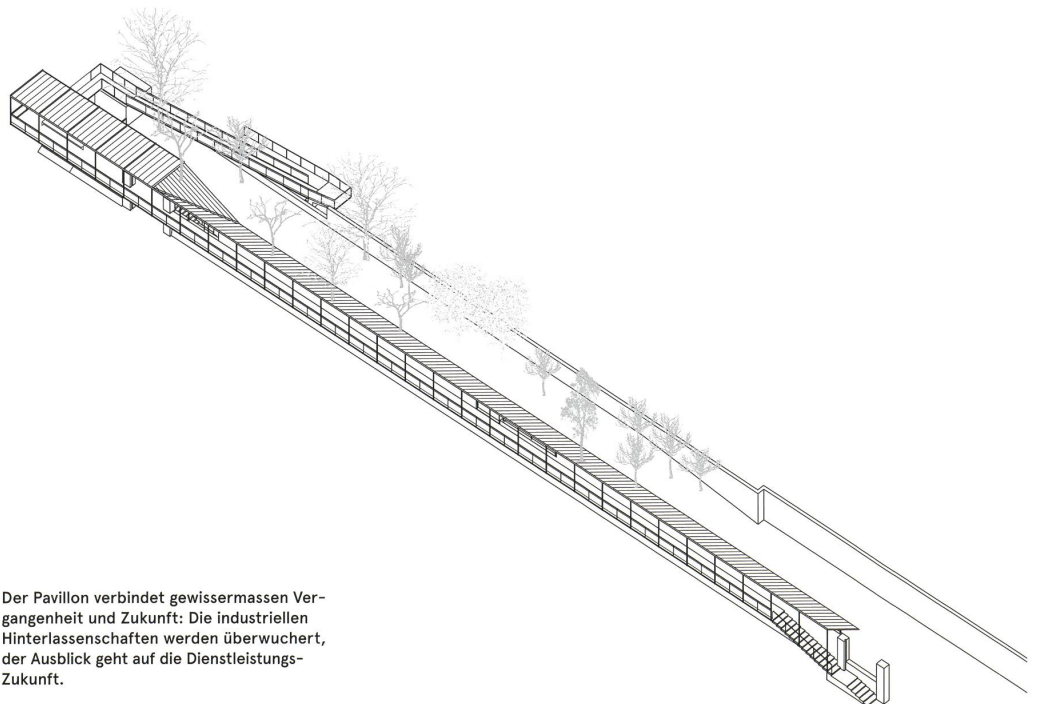 Der Pavillon verbindet gewissermassen Ver-
gangenheit und Zukunft: Die industriellen
Hinterlassenschaften werden überwuchert,
der Ausblick geht auf die Dienstleistungs-
Zukunft.